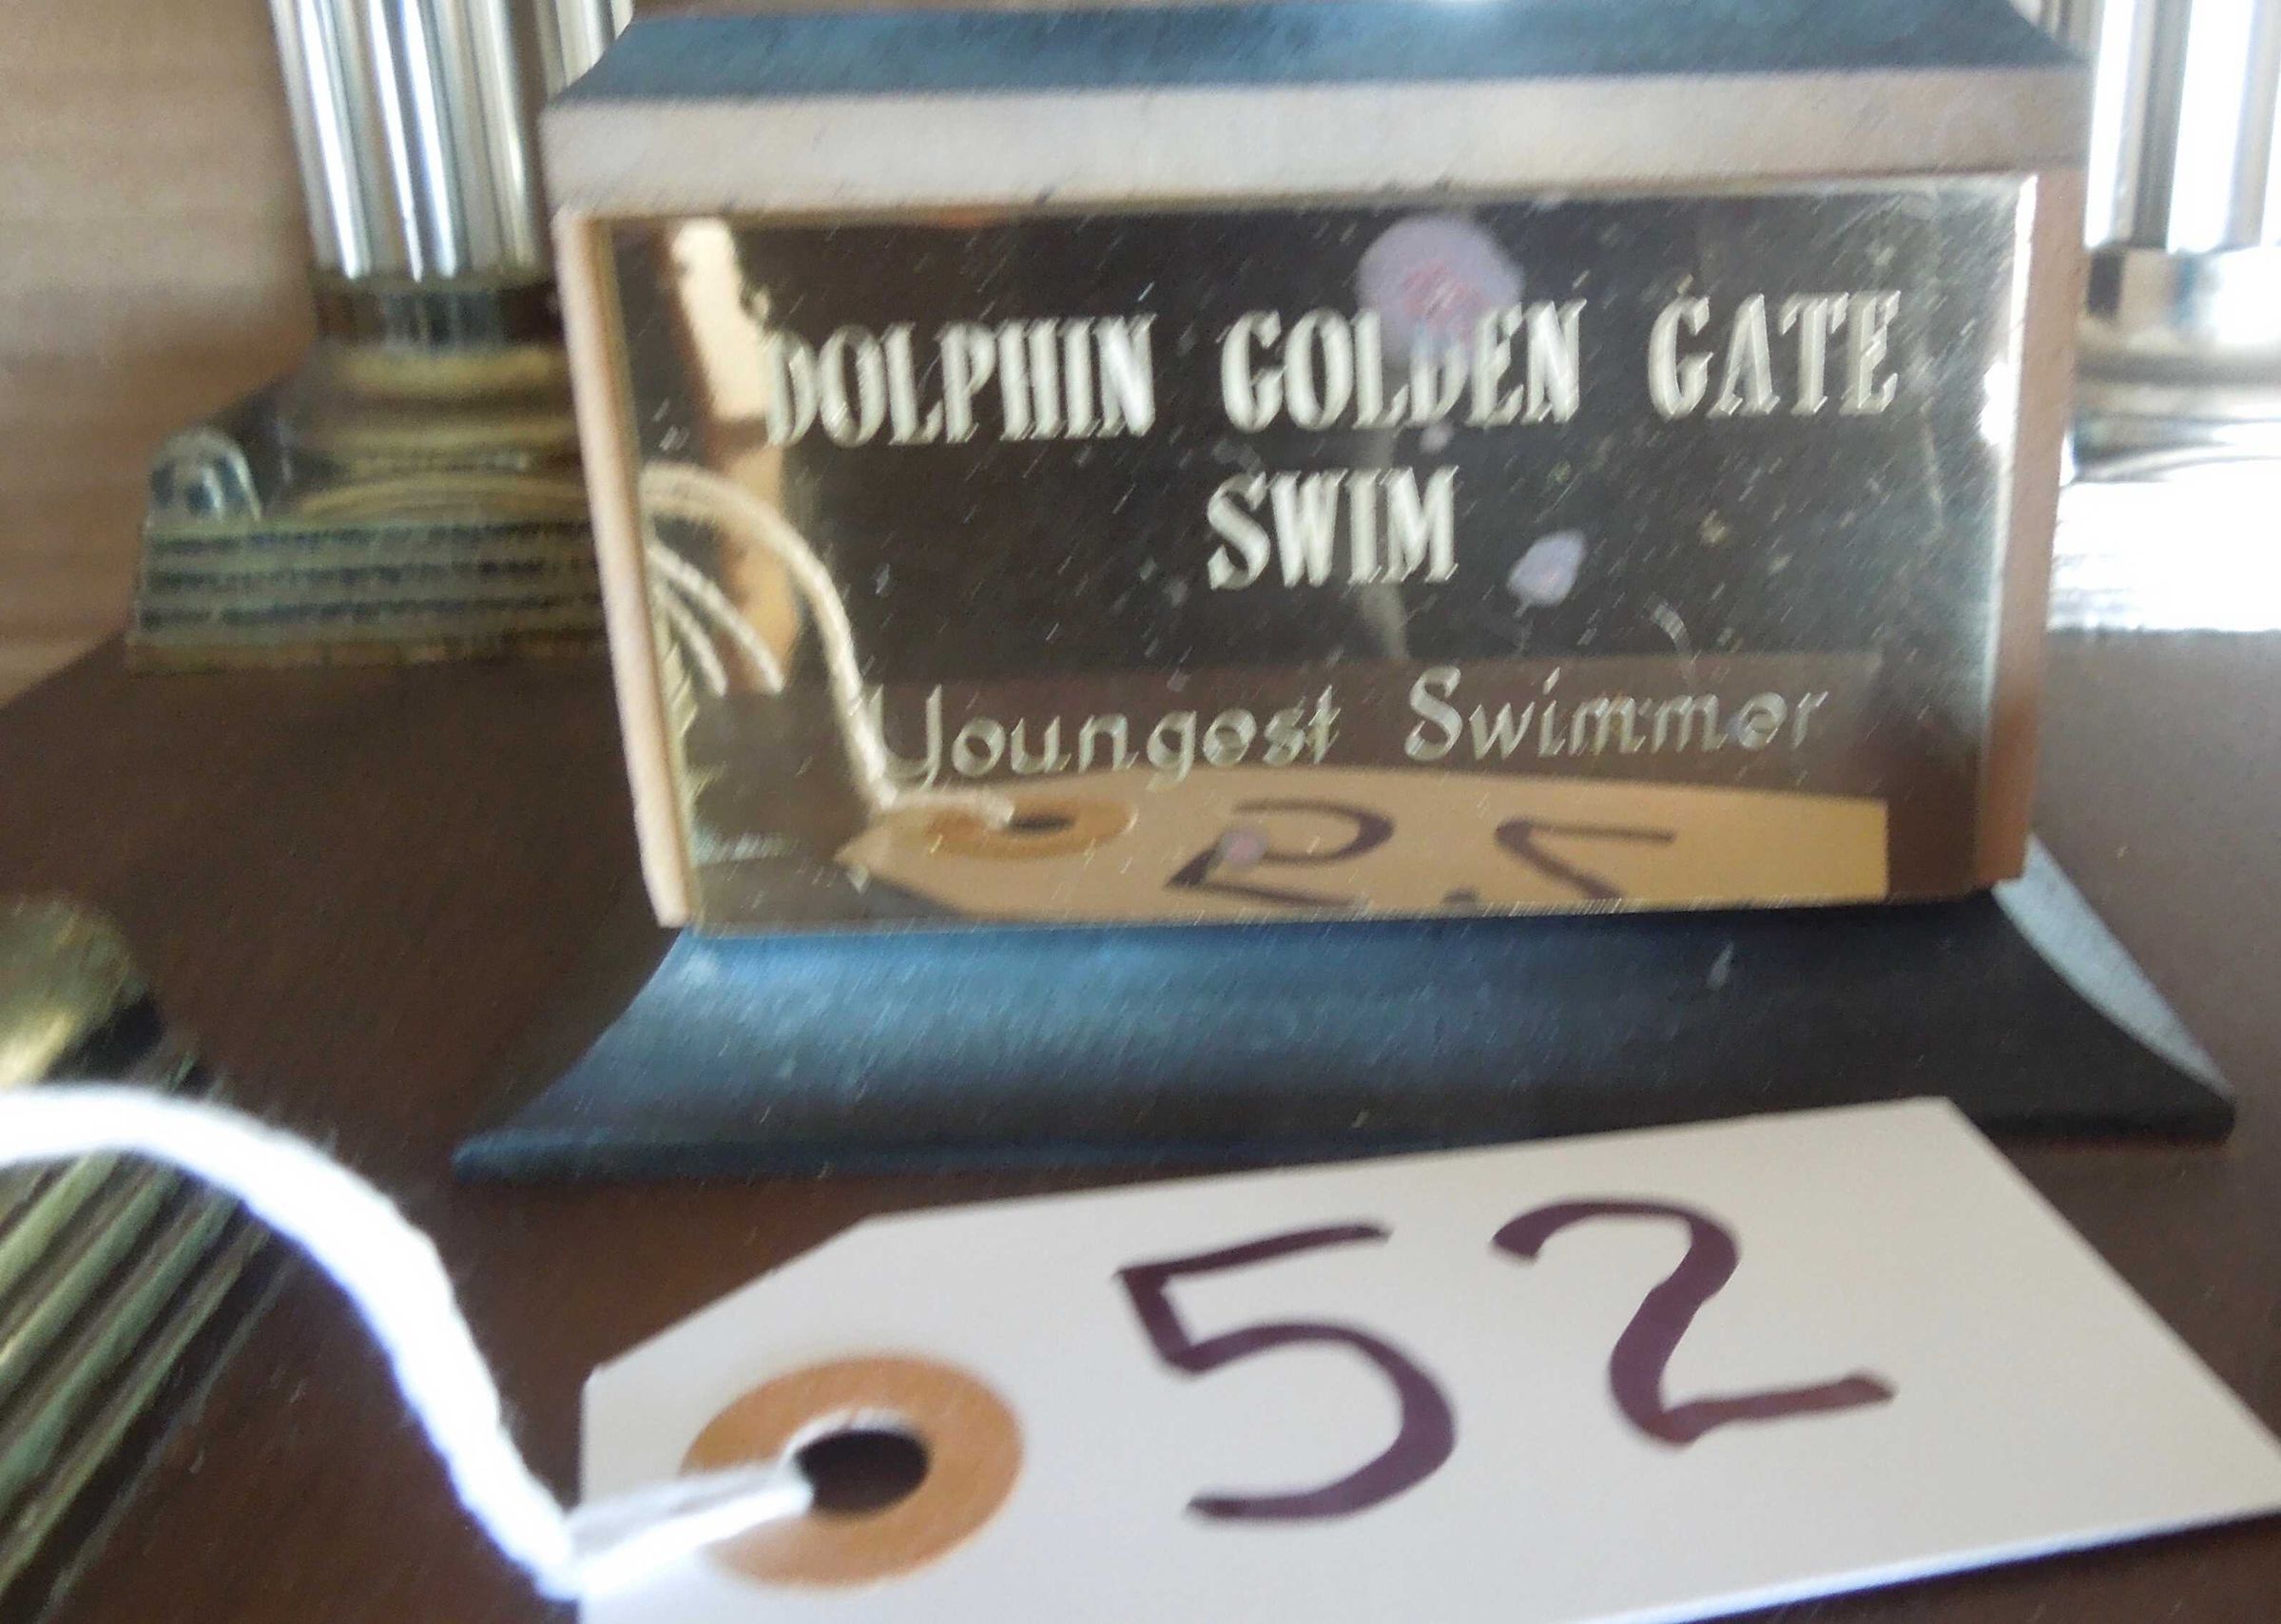 DOLPHIN GOLDEN GATE
SWIM
Youngest Swimmer
52